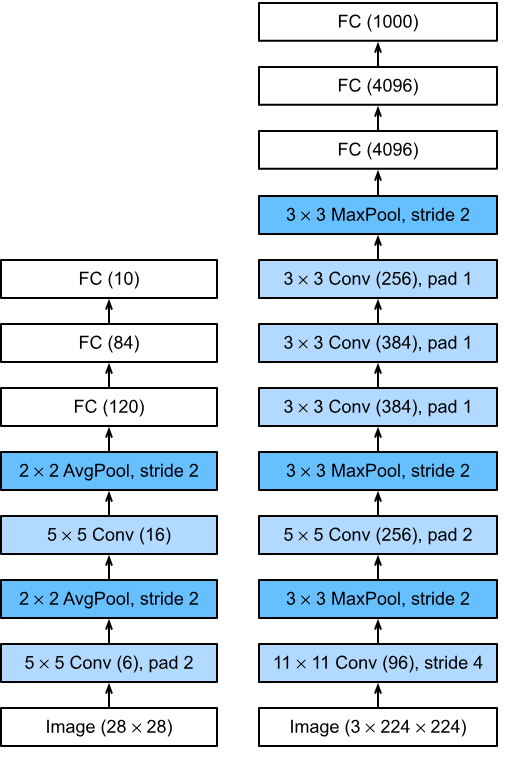 FC (1000)
FC (4096)
FC (4096)
3 × 3 MaxPool, stride 2
3 × 3 Conv (256), pad 1
3 × 3 Conv (384), pad 1
3 × 3 Conv (384), pad 1
3 × 3 MaxPool, stride 2
5 × 5 Conv (256), pad 2
3 × 3 MaxPool, stride 2
11 × 11 Conv (96), stride 4
Image (3 × 224 × 224)
FC (10)
FC (84)
FC (120)
2 × 2 AvgPool, stride 2
5 × 5 Conv (16)
2 × 2 AvgPool, stride 2
5 × 5 Conv (6), pad 2
Image (28 × 28)